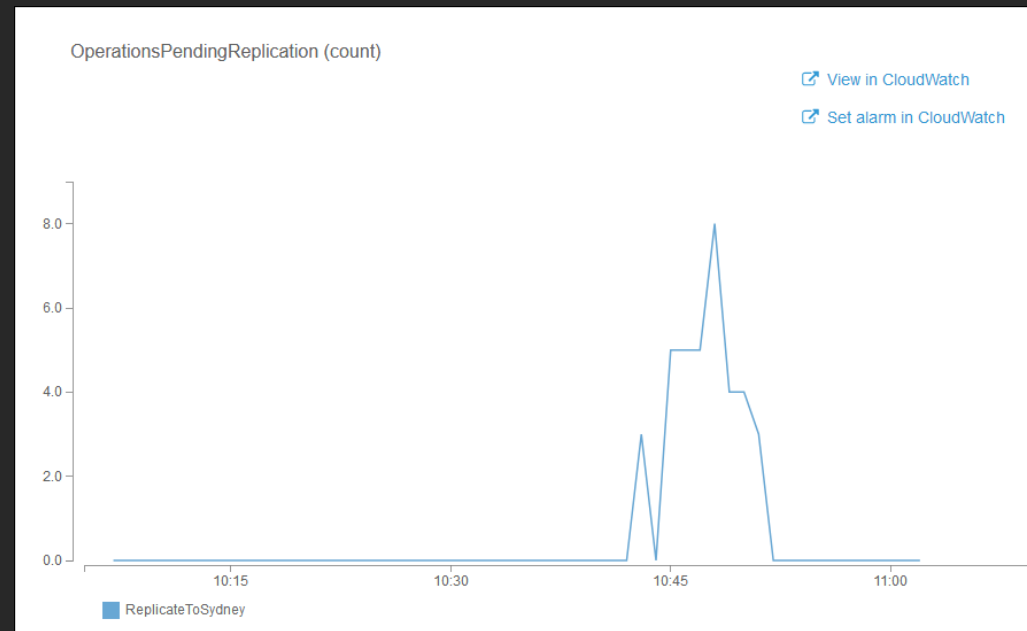 OperationsPendingReplication (count)
View in CloudWatch
Set alarm in CloudWatch
8.0
6.0
4.0
2.0
0.0
10:15 10:30 10:45 11:00
ReplicateToSydney